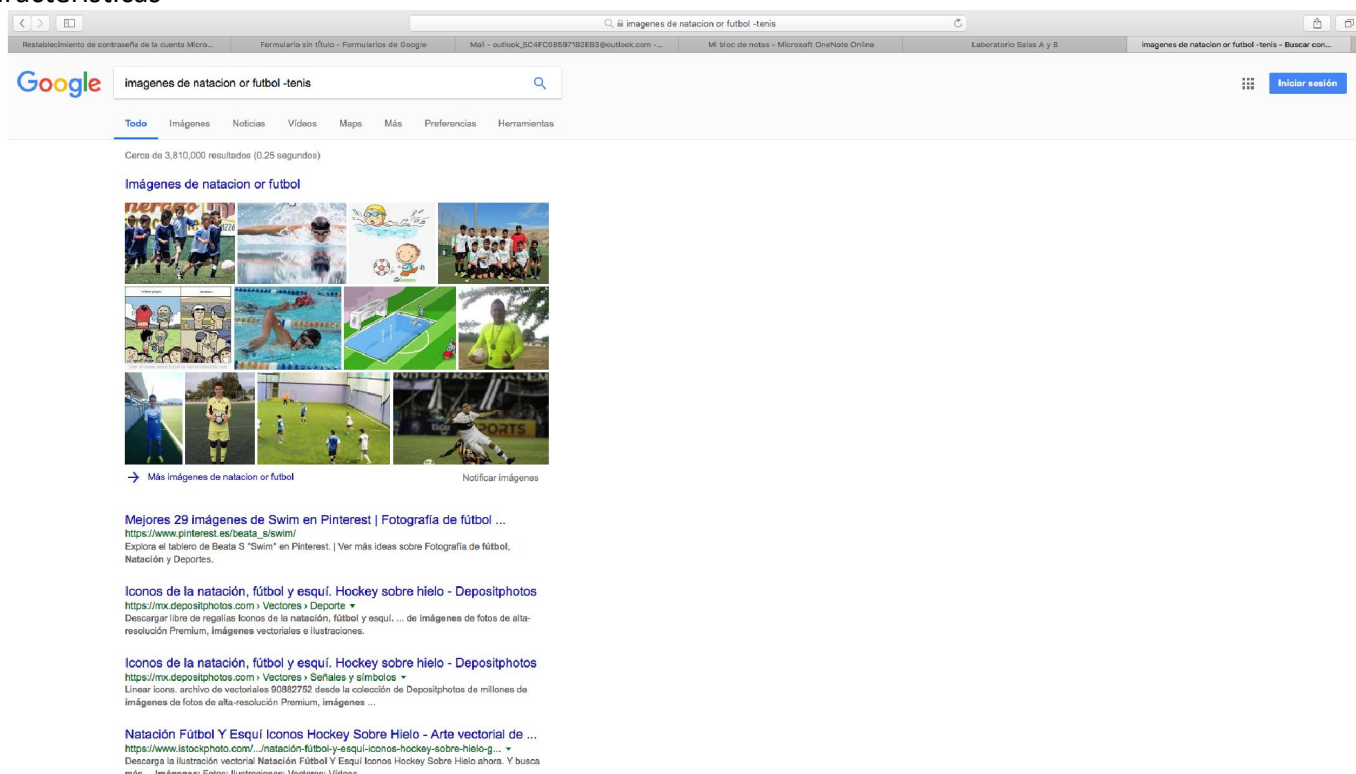 racterísticas
imagenes de natacion or futbol -tenis
Restablecimiento de contraseña de la cuenta Micro...
Formulario sin título - Formularios de Google
Mail - outlook_5C4FC085971B2EB3@outlook.com -...
Mi bloc de notas - Microsoft OneNote Online
Laboratorio Salas A y B
imagenes de natacion or futbol -tenis - Buscar con...
Google
imagenes de natacion or futbol -tenis
Iniciar sesión
Todo Imágenes Noticias Vídeos Maps Más Preferencias Herramientas
Cerca de 3,810,000 resultados (0.25 segundos)
Imágenes de natacion or futbol
Más imágenes de natacion or futbol
Notificar imágenes
Mejores 29 imágenes de Swim en Pinterest | Fotografía de fútbol ...
https://www.pinterest.es/beata_s/swim/
Explora el tablero de Beata S "Swim" en Pinterest. | Ver más ideas sobre Fotografía de fútbol,
Natación y Deportes.
Iconos de la natación, fútbol y esquí. Hockey sobre hielo - Depositphotos
https://mx.depositphotos.com › Vectores › Deporte
Descargar libre de regalías Iconos de la natación, fútbol y esquí. ... de imágenes de fotos de alta-
resolución Premium, imágenes vectoriales e ilustraciones.
Iconos de la natación, fútbol y esquí. Hockey sobre hielo - Depositphotos
https://mx.depositphotos.com › Vectores › Señales y símbolos
Linear icons. archivo de vectoriales 90882752 desde la colección de Depositphotos de millones de
imágenes de fotos de alta-resolución Premium, imágenes ...
Natación Fútbol Y Esquí Iconos Hockey Sobre Hielo - Arte vectorial de ...
https://www.istockphoto.com/.../natación-fútbol-y-esquí-iconos-hockey-sobre-hielo-g...
Descarga la ilustración vectorial Natación Fútbol Y Esquí Iconos Hockey Sobre Hielo ahora. Y busca
más ... Imágenes; Fotos; Ilustraciones; Vectores; Vídeos